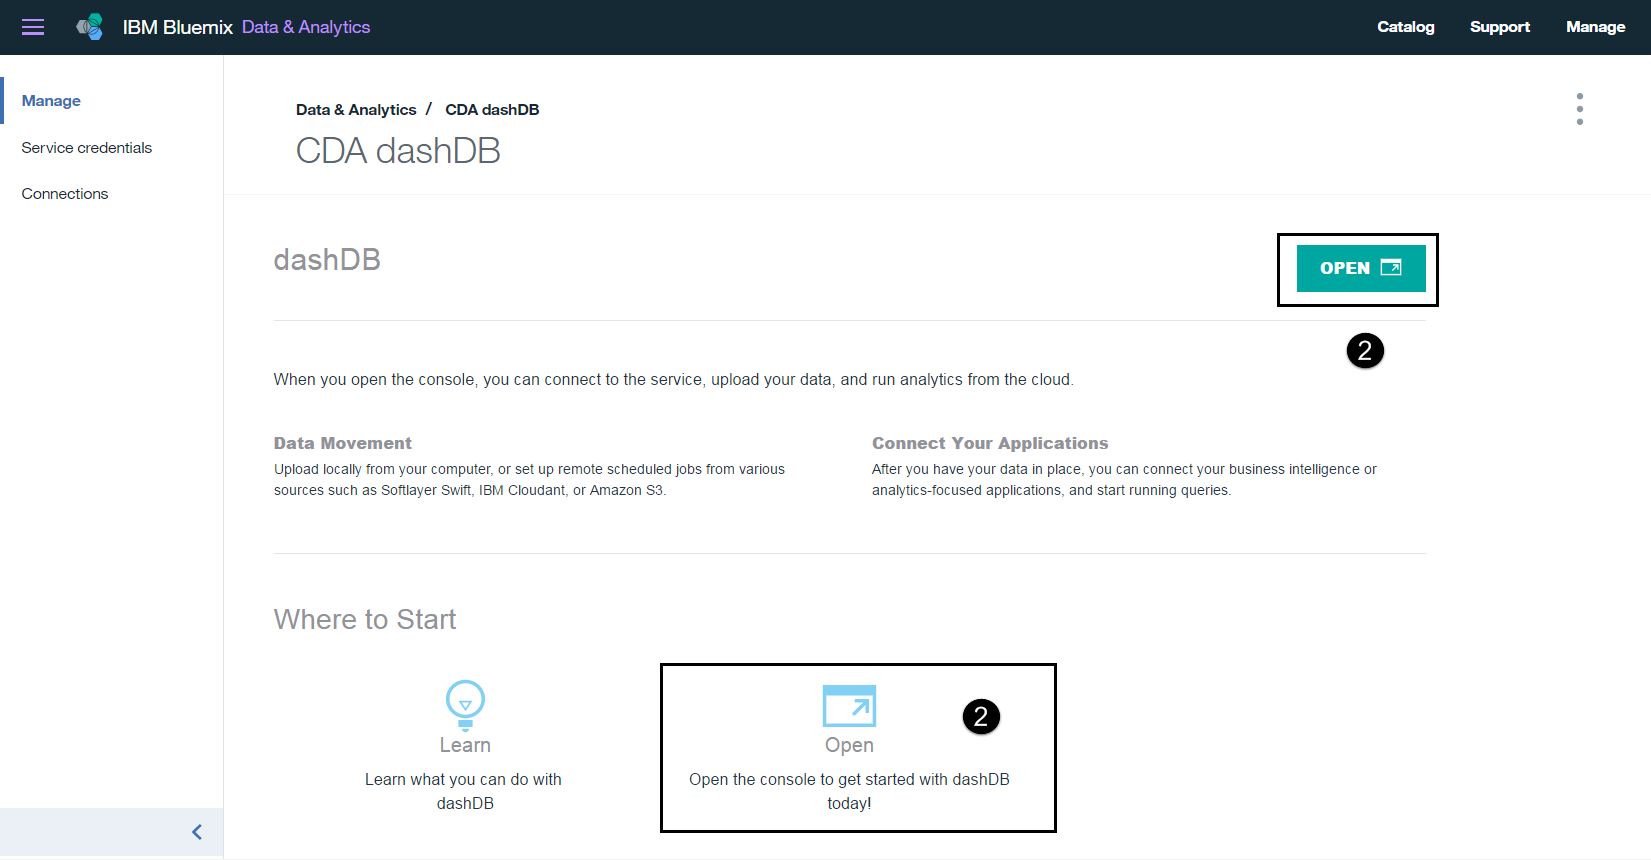 IBM Bluemix Data & Analytics
Catalog Support Manage
Manage
Service credentials
Connections
Data & Analytics / CDA dashDB
CDA dashDB
dashDB
OPEN
2
When you open the console, you can connect to the service, upload your data, and run analytics from the cloud.
Data Movement
Upload locally from your computer, or set up remote scheduled jobs from various
sources such as Softlayer Swift, IBM Cloudant, or Amazon S3.
Connect Your Applications
After you have your data in place, you can connect your business intelligence or
analytics-focused applications, and start running queries.
Where to Start
Learn
Learn what you can do with
dashDB
2
Open
Open the console to get started with dashDB
today!